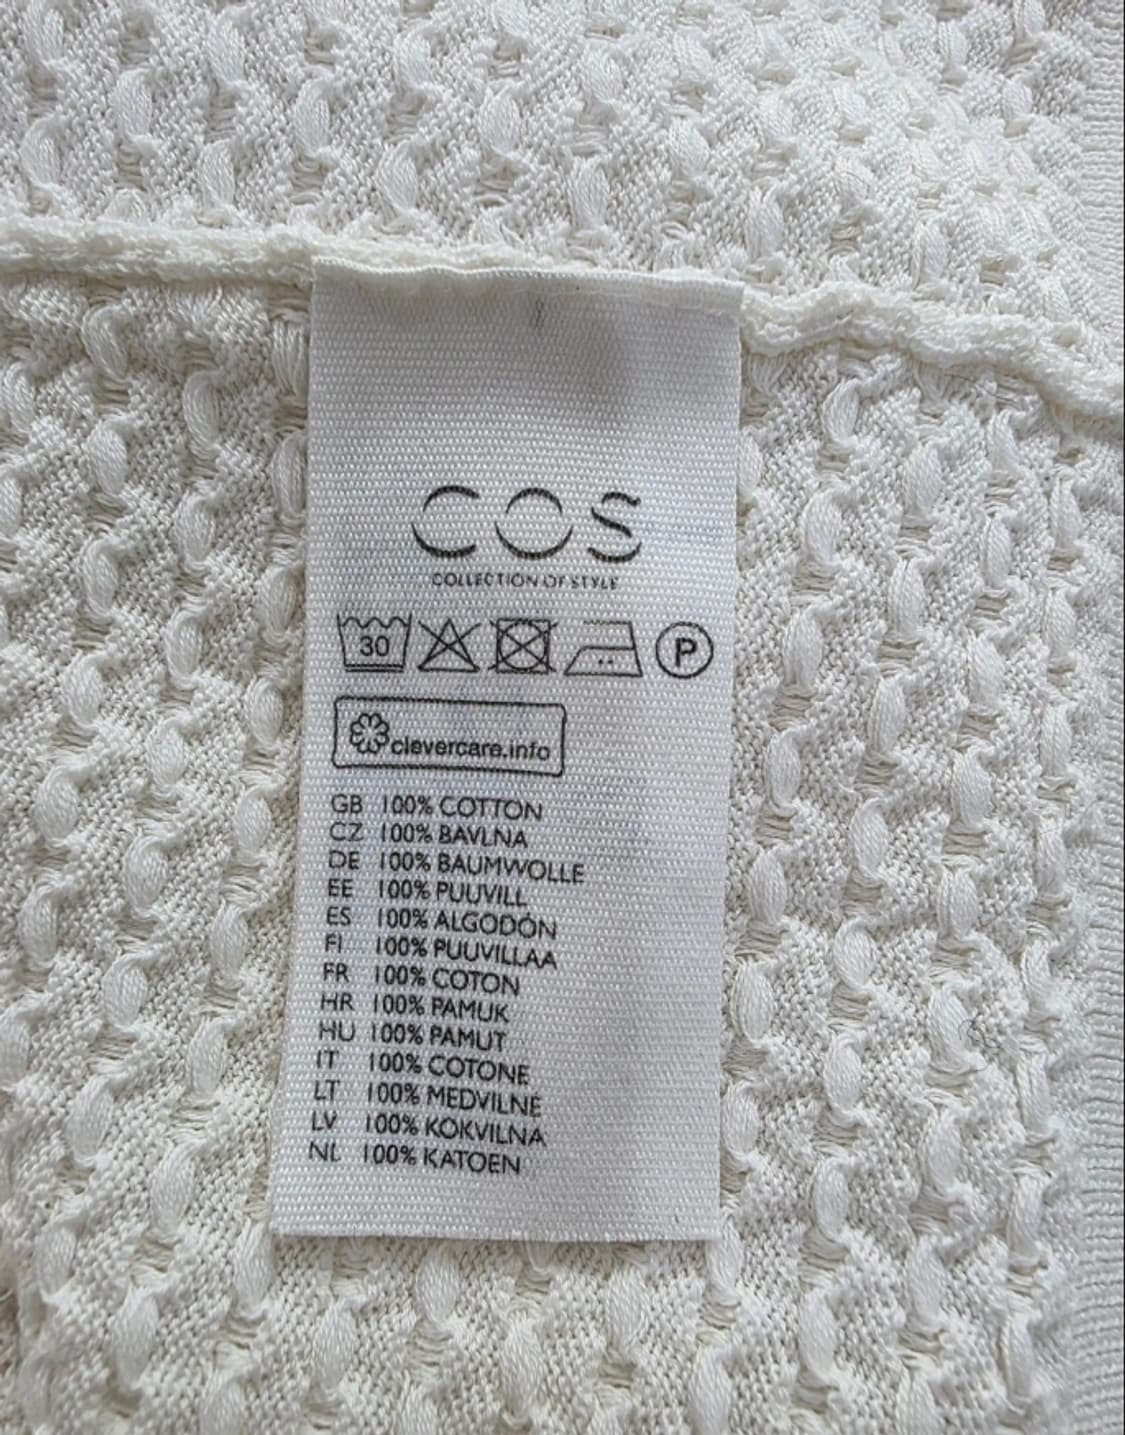 COS
COLLECTION OF STYLE
30 P
clevercare.info
GB 100% COTTON
CZ 100% BAVLNA
DE 100% BAUMWOLLE
EE 100% PUUVILL
ES 100% ALGODÓN
FI 100% PUUVILLAA
FR 100% COTON
HR 100% PAMUK
HU 100% PAMUT
IT 100% COTONE
LT 100% MEDVILNĖ
LV 100% KOKVILNA
NL 100% KATOEN